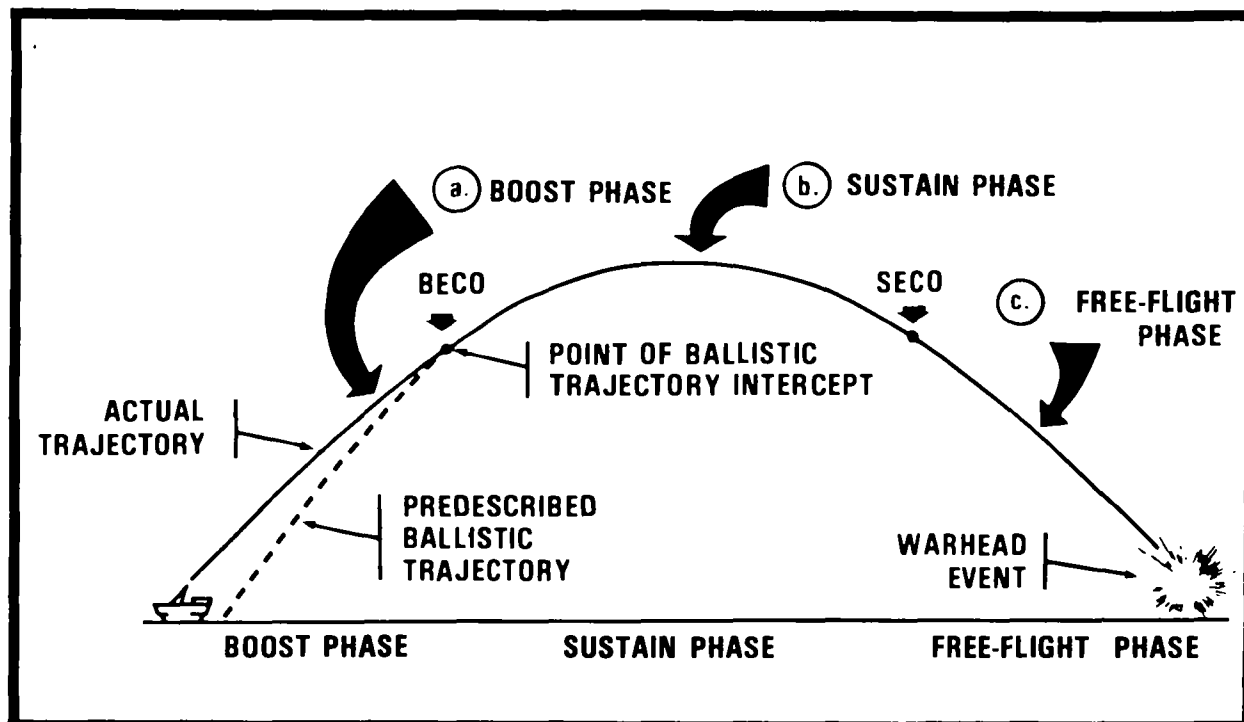 a. BOOST PHASE
b. SUSTAIN PHASE
BECO
SECO
c. FREE-FLIGHT
PHASE
POINT OF BALLISTIC
TRAJECTORY INTERCEPT
ACTUAL
TRAJECTORY
PREDESCRIBED
BALLISTIC
TRAJECTORY
WARHEAD
EVENT
BOOST PHASE
SUSTAIN PHASE
FREE-FLIGHT PHASE